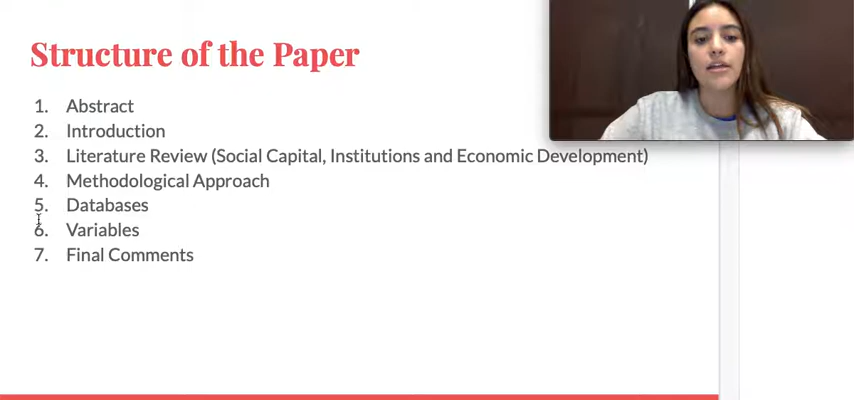 Structure of the Paper
1. Abstract
2. Introduction
3. Literature Review (Social Capital, Institutions and Economic Development)
4. Methodological Approach
5. Databases
6. Variables
7. Final Comments